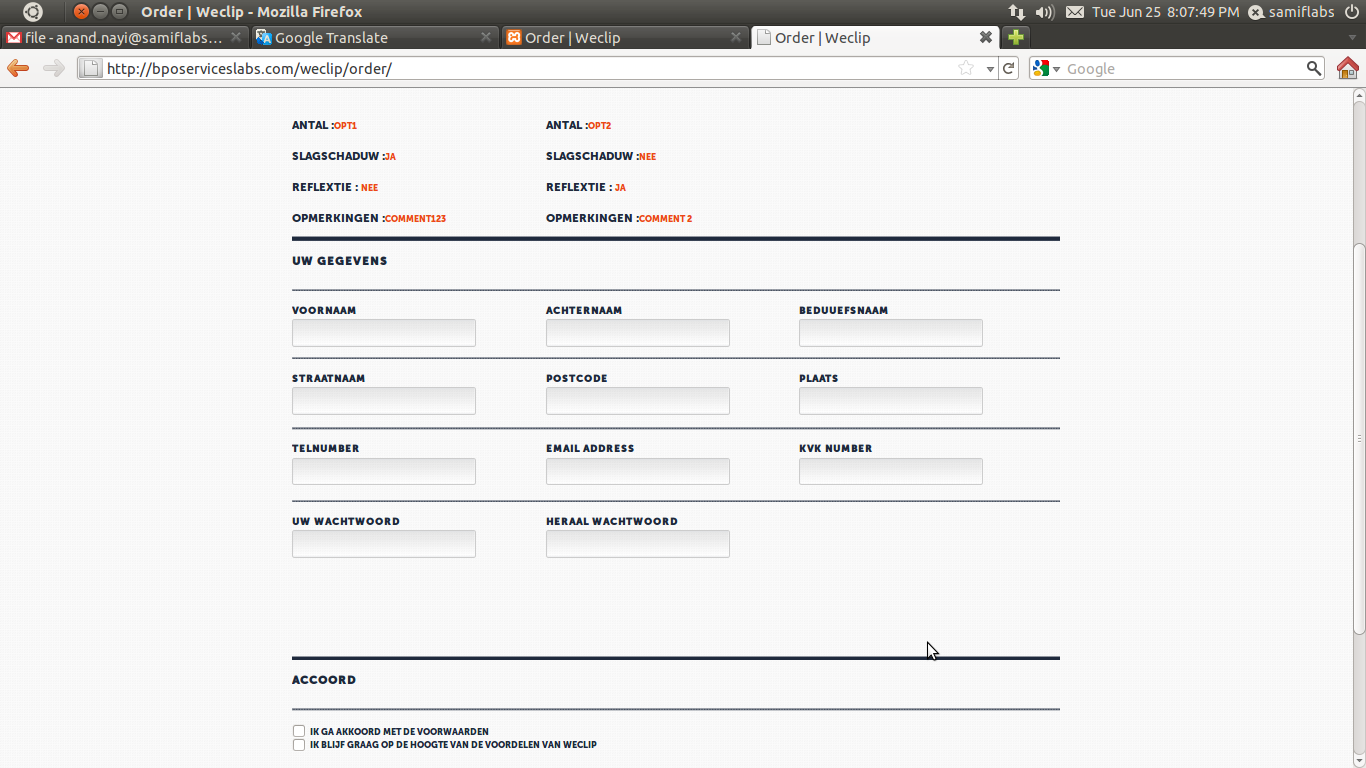 Order | Weclip - Mozilla Firefox
Tue Jun 25 8:07:49 PM samiflabs
file - anand.nayi@samiflabs... Google Translate Order | Weclip Order | Weclip
http://bposerviceslabs.com/weclip/order/ Google
ANTAL :OPT1 ANTAL :OPT2
SLAGSCHADUW :JA SLAGSCHADUW :NEE
REFLEXTIE : NEE REFLEXTIE : JA
OPMERKINGEN :COMMENT123 OPMERKINGEN :COMMENT 2
UW GEGEVENS
VOORNAAM ACHTERNAAM BEDUUEFSNAAM
STRAATNAAM POSTCODE PLAATS
TELNUMBER EMAIL ADDRESS KVK NUMBER
UW WACHTWOORD HERAAL WACHTWOORD
ACCOORD
IK GA AKKOORD MET DE VOORWAARDEN
IK BLIJF GRAAG OP DE HOOGTE VAN DE VOORDELEN VAN WECLIP